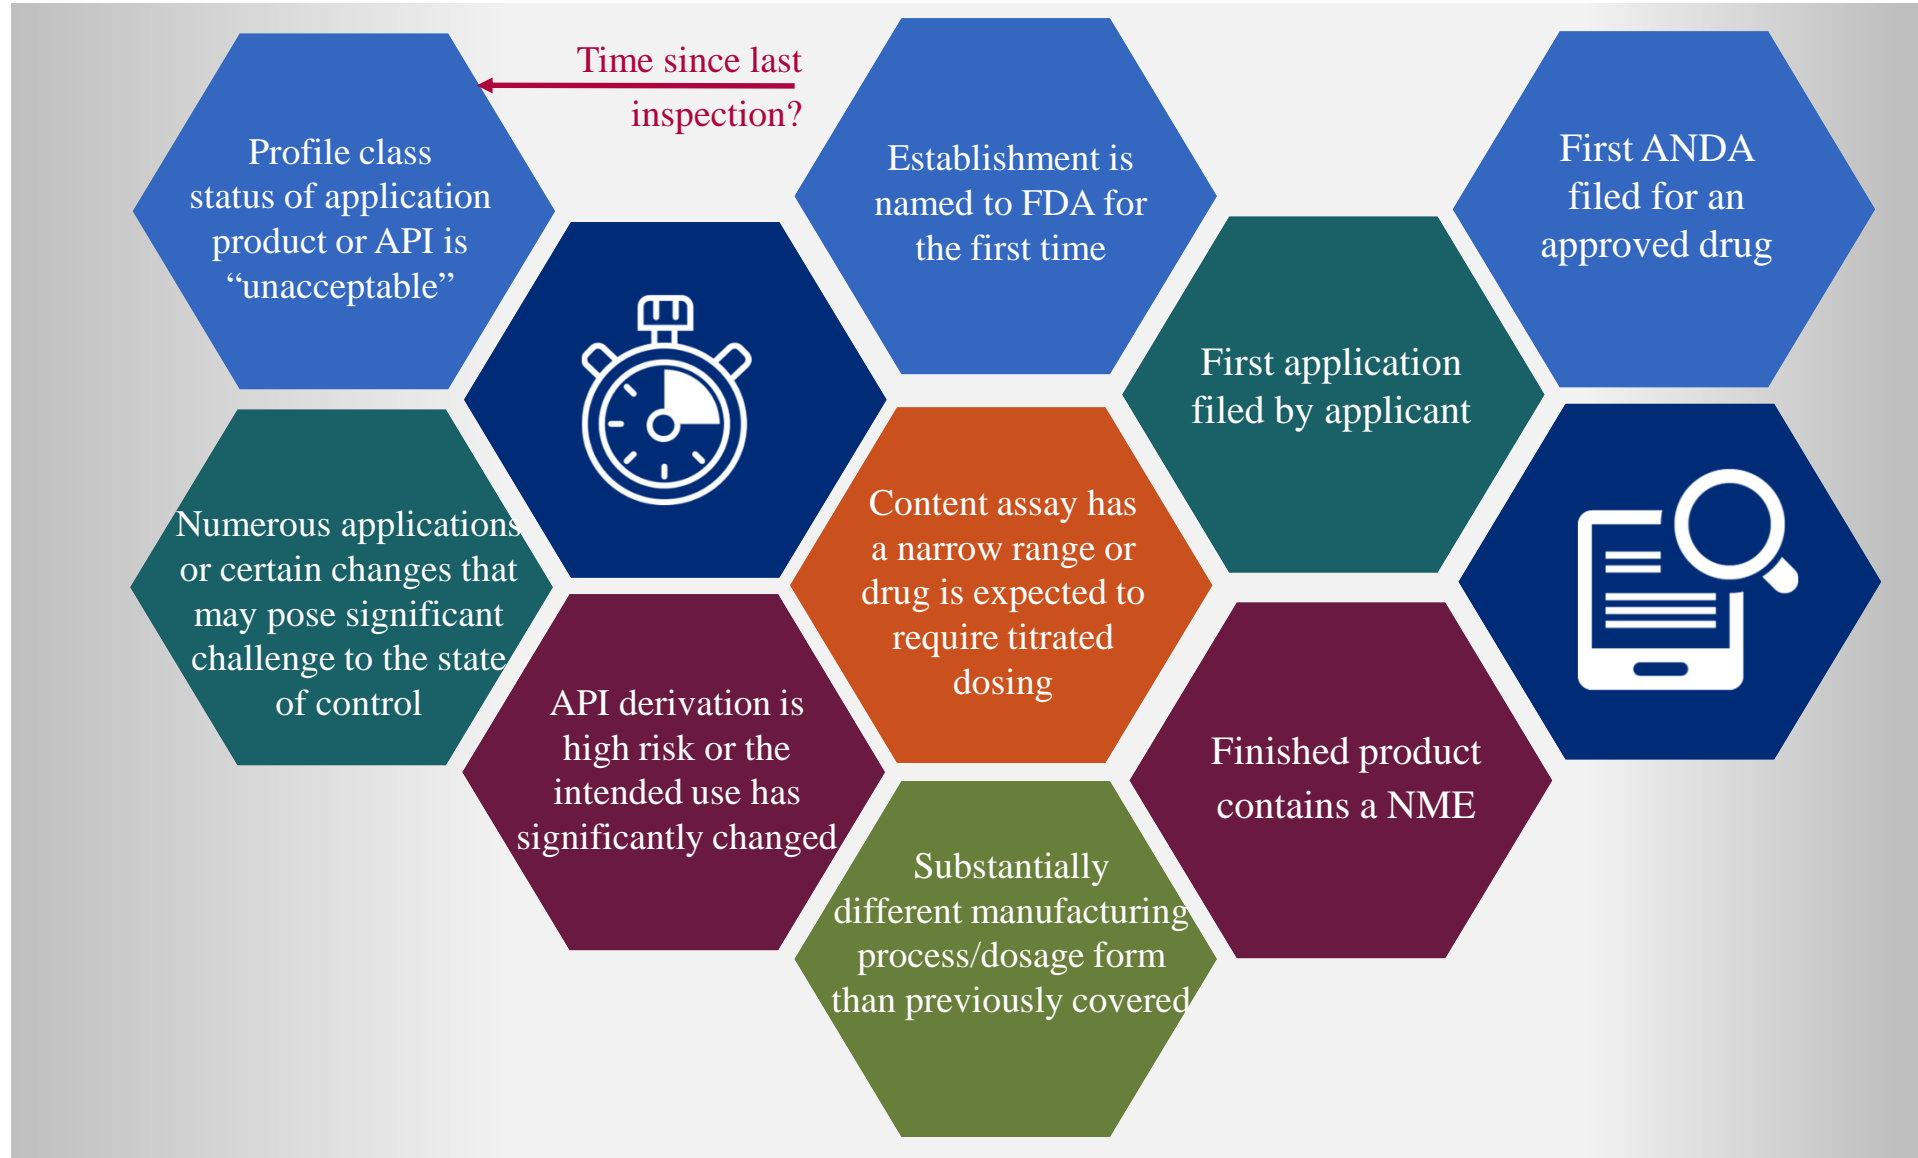 Time since last
inspection?
Profile class
status of application
product or API is
“unacceptable”
Establishment is
named to FDA for
the first time
First ANDA
filed for an
approved drug
First application
filed by applicant
Numerous applications
or certain changes that
may pose significant
challenge to the state
of control
Content assay has
a narrow range or
drug is expected to
require titrated
dosing
API derivation is
high risk or the
intended use has
significantly changed
Finished product
contains a NME
Substantially
different manufacturing
process/dosage form
than previously covered